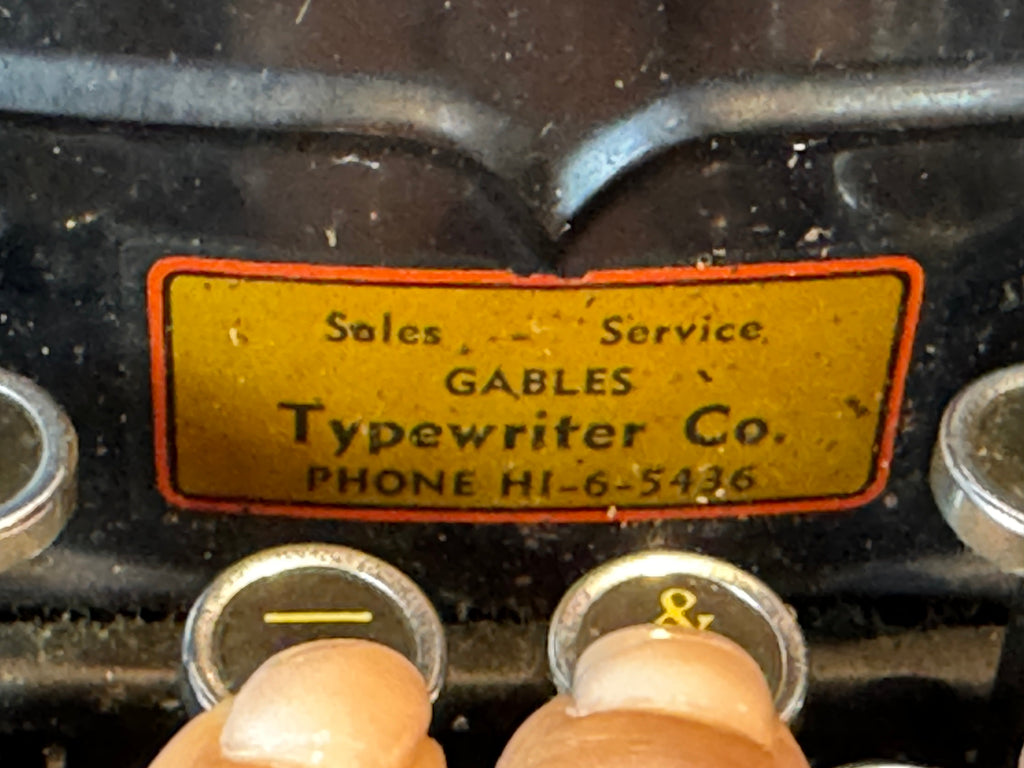 Sales - Service
GABLES
Typewriter Co.
PHONE HI-6-5436
— &